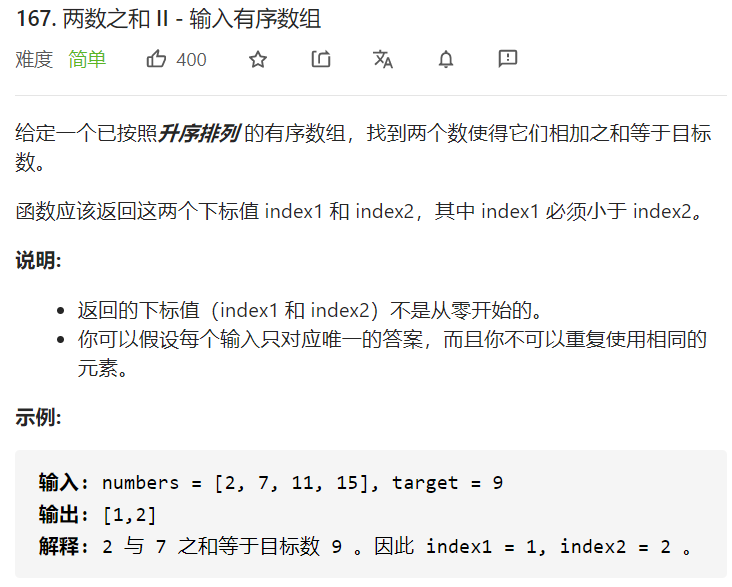 167. 两数之和 II - 输入有序数组
难度 简单 400
给定一个已按照升序排列 的有序数组，找到两个数使得它们相加之和等于目标
数。
函数应该返回这两个下标值 index1 和 index2，其中 index1 必须小于 index2。
说明:
• 返回的下标值（index1 和 index2）不是从零开始的。
• 你可以假设每个输入只对应唯一的答案，而且你不可以重复使用相同的
元素。
示例:
输入: numbers = [2, 7, 11, 15], target = 9
输出: [1,2]
解释: 2 与 7 之和等于目标数 9 。因此 index1 = 1, index2 = 2 。